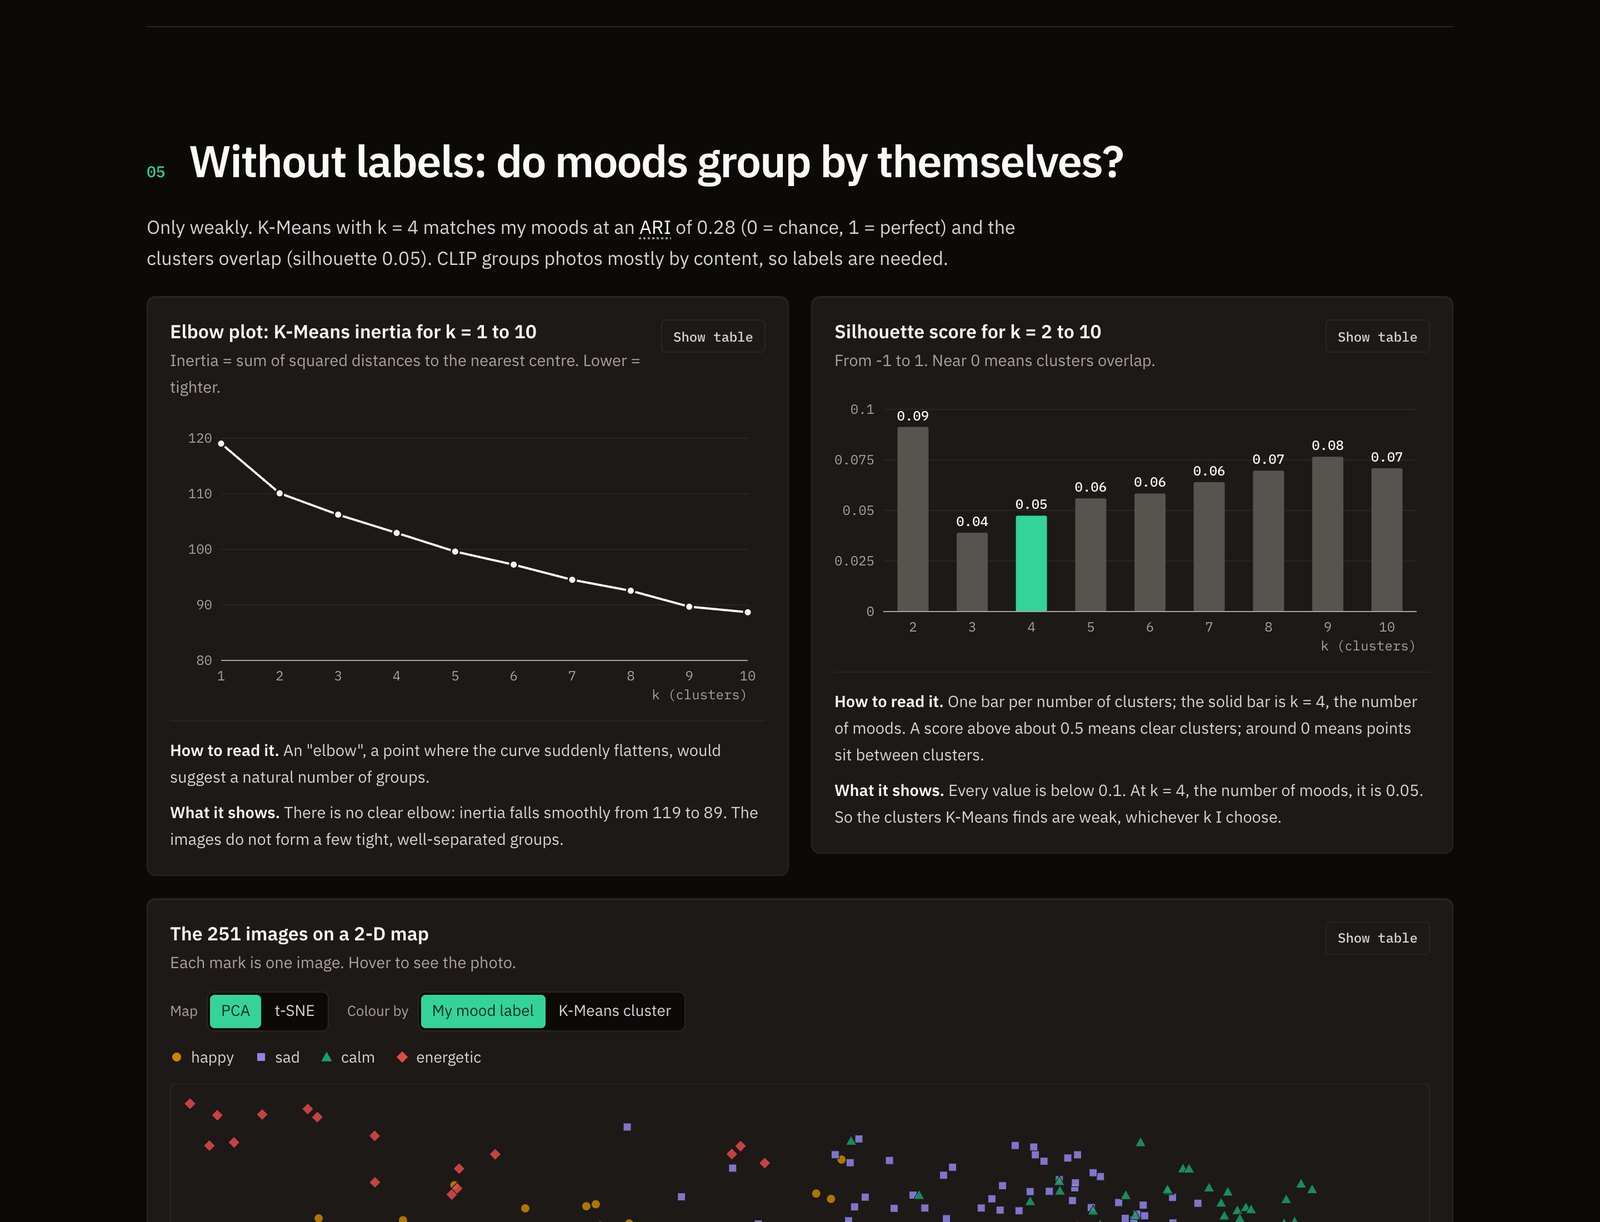 05 Without labels: do moods group by themselves?
Only weakly. K-Means with k = 4 matches my moods at an ARI of 0.28 (0 = chance, 1 = perfect) and the
clusters overlap (silhouette 0.05). CLIP groups photos mostly by content, so labels are needed.
Elbow plot: K-Means inertia for k = 1 to 10
Show table
Inertia = sum of squared distances to the nearest centre. Lower =
tighter.
120
110
100
90
80
1 2 3 4 5 6 7 8 9 10
k (clusters)
How to read it. An "elbow", a point where the curve suddenly flattens, would
suggest a natural number of groups.
What it shows. There is no clear elbow: inertia falls smoothly from 119 to 89. The
images do not form a few tight, well-separated groups.
Silhouette score for k = 2 to 10
Show table
From -1 to 1. Near 0 means clusters overlap.
0.1
0.075
0.05
0.025
0
0.09 0.04 0.05 0.06 0.06 0.06 0.07 0.08 0.07
2 3 4 5 6 7 8 9 10
k (clusters)
How to read it. One bar per number of clusters; the solid bar is k = 4, the number
of moods. A score above about 0.5 means clear clusters; around 0 means points
sit between clusters.
What it shows. Every value is below 0.1. At k = 4, the number of moods, it is 0.05.
So the clusters K-Means finds are weak, whichever k I choose.
The 251 images on a 2-D map
Show table
Each mark is one image. Hover to see the photo.
Map PCA t-SNE Colour by My mood label K-Means cluster
happy sad calm energetic